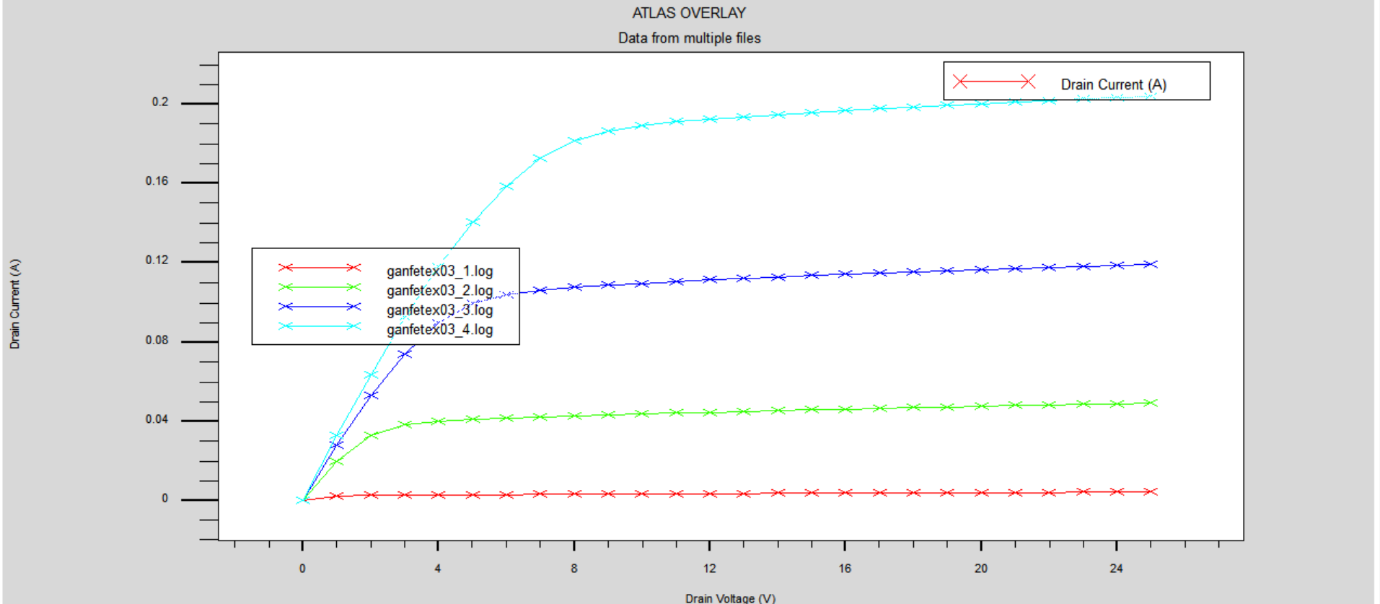 ATLAS OVERLAY
Data from multiple files
Drain Current (A)
0.2
0.16
0.12
0.08
0.04
0
Drain Current (A)
ganfetex03_1.log
ganfetex03_2.log
ganfetex03_3.log
ganfetex03_4.log
0 4 8 12 16 20 24
Drain Voltage (V)